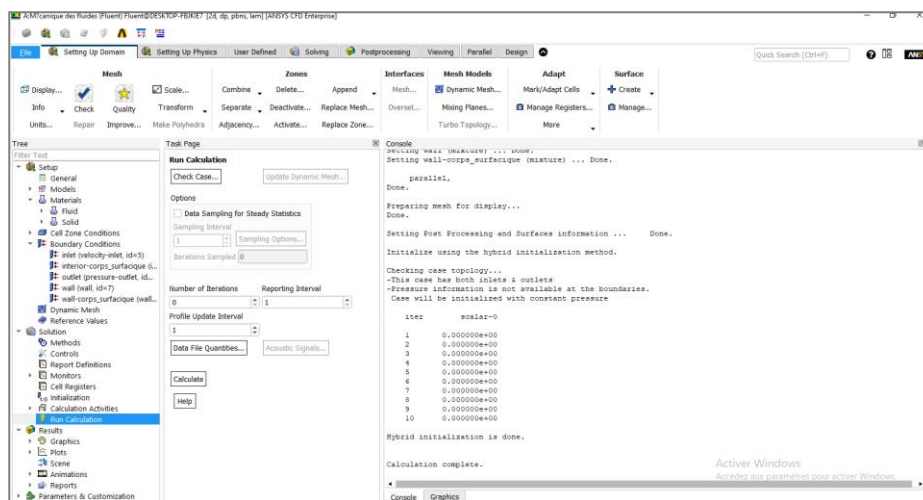 A:M?canique des fluides (Fluent) Fluent@DESKTOP-FBJKIE7 [2d, dp, pbns, lam] [ANSYS CFD Enterprise]
File Setting Up Domain Setting Up Physics User Defined Solving Postprocessing Viewing Parallel Design Quick Search (Ctrl+F) ANS
Mesh Zones Interfaces Mesh Models Adapt Surface
Display... Scale... Combine Delete... Append Mesh... Dynamic Mesh... Mark/Adapt Cells Create
Info Check Quality Transform Separate Deactivate... Replace Mesh... Overset... Mixing Planes... Manage Registers... Manage...
Units... Repair Improve... Make Polyhedra Adjacency... Activate... Replace Zone... Turbo Topology... More
Tree
Filter Text
Setup
General
Models
Materials
Fluid
Solid
Cell Zone Conditions
Boundary Conditions
inlet (velocity-inlet, id=5)
interior-corps_surfacique (i...
outlet (pressure-outlet, id...
wall (wall, id=7)
wall-corps_surfacique (wall...
Dynamic Mesh
Reference Values
Solution
Methods
Controls
Report Definitions
Monitors
Cell Registers
Initialization
Calculation Activities
Run Calculation
Results
Graphics
Plots
Scene
Animations
Reports
Parameters & Customization
Task Page
Run Calculation
Check Case... Update Dynamic Mesh...
Options
Data Sampling for Steady Statistics
Sampling Interval
1 Sampling Options...
Iterations Sampled 0
Number of Iterations Reporting Interval
0 1
Profile Update Interval
1
Data File Quantities... Acoustic Signals...
Calculate
Help
Console
Setting wall (mixture) ... Done.
Setting wall-corps_surfacique (mixture) ... Done.
parallel,
Done.
Preparing mesh for display...
Done.
Setting Post Processing and Surfaces information ... Done.
Initialize using the hybrid initialization method.
Checking case topology...
-This case has both inlets & outlets
-Pressure information is not available at the boundaries.
Case will be initialized with constant pressure
iter scalar-0
1 0.000000e+00
2 0.000000e+00
3 0.000000e+00
4 0.000000e+00
5 0.000000e+00
6 0.000000e+00
7 0.000000e+00
8 0.000000e+00
9 0.000000e+00
10 0.000000e+00
Hybrid initialization is done.
Calculation complete.
Activer Windows
Accédez aux paramètres pour activer Windows.
Console Graphics